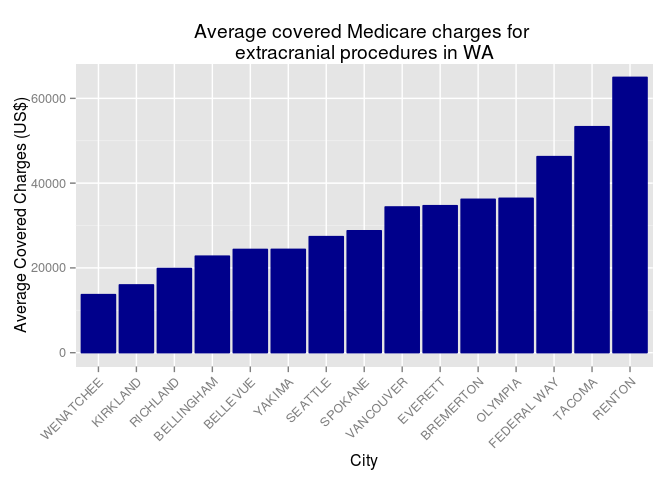 Average covered Medicare charges for
extracranial procedures in WA
Average Covered Charges (US$)
60000
40000
20000
0
WENATCHEE
KIRKLAND
RICHLAND
BELLINGHAM
BELLEVUE
YAKIMA
SEATTLE
SPOKANE
VANCOUVER
EVERETT
BREMERTON
OLYMPIA
FEDERAL WAY
TACOMA
RENTON
City